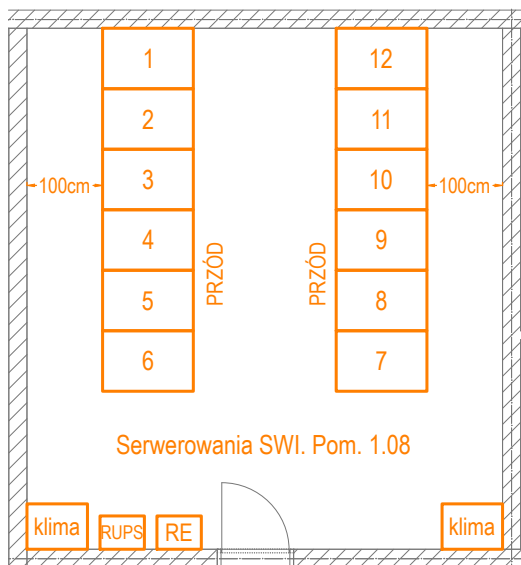 1 12
2 11
3 10
100cm 100cm
4 9
PRZÓD PRZÓD
5 8
6 7
Serwerowania SWI. Pom. 1.08
klima RUPS RE klima